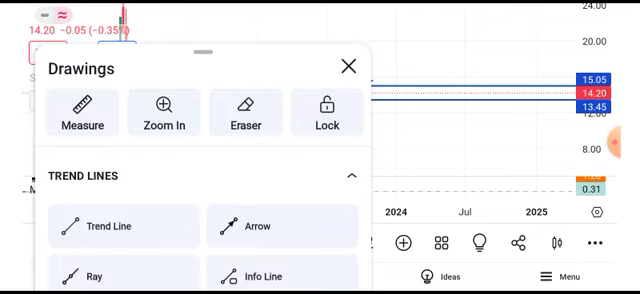 14.20 −0.05 (−0.35%)
Drawings
Measure
Zoom In
Eraser
Lock
TREND LINES
Trend Line
Arrow
Ray
Info Line
24.00
20.00
15.05
14.20
13.45
12.00
8.00
0.31
2024
Jul
2025
Ideas
Menu